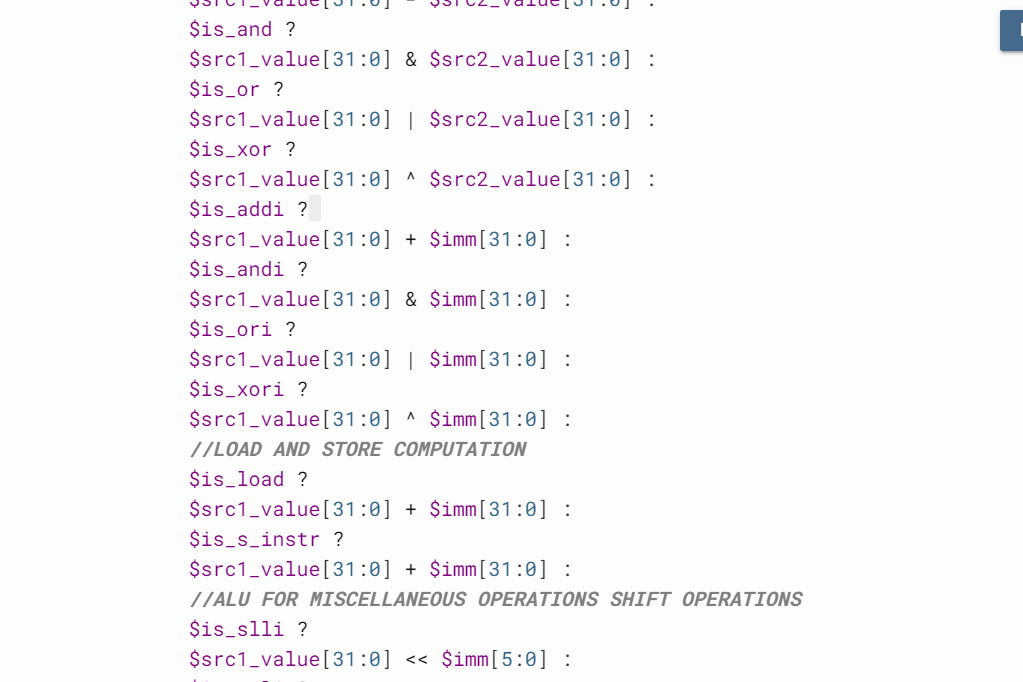 $src1_value[31:0] - $src2_value[31:0] :
$is_and ?
$src1_value[31:0] & $src2_value[31:0] :
$is_or ?
$src1_value[31:0] | $src2_value[31:0] :
$is_xor ?
$src1_value[31:0] ^ $src2_value[31:0] :
$is_addi ?
$src1_value[31:0] + $imm[31:0] :
$is_andi ?
$src1_value[31:0] & $imm[31:0] :
$is_ori ?
$src1_value[31:0] | $imm[31:0] :
$is_xori ?
$src1_value[31:0] ^ $imm[31:0] :
//LOAD AND STORE COMPUTATION
$is_load ?
$src1_value[31:0] + $imm[31:0] :
$is_s_instr ?
$src1_value[31:0] + $imm[31:0] :
//ALU FOR MISCELLANEOUS OPERATIONS SHIFT OPERATIONS
$is_slli ?
$src1_value[31:0] << $imm[5:0] :